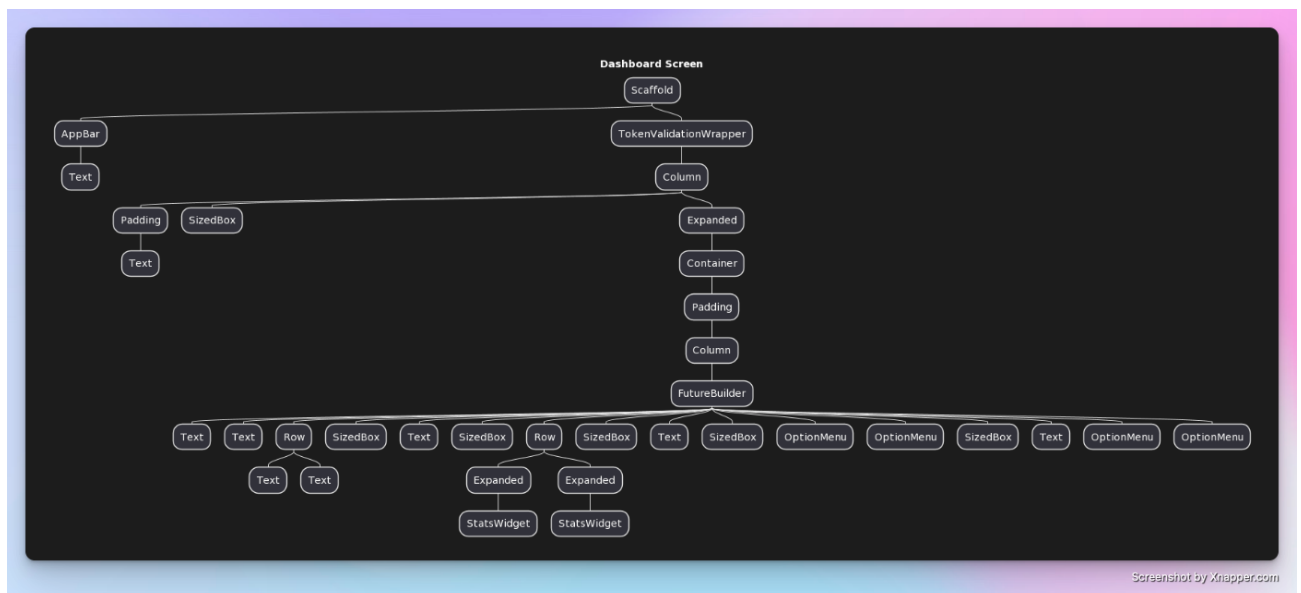 Dashboard Screen
Scaffold
AppBar TokenValidationWrapper
Text Column
Padding SizedBox Expanded
Text Container
Padding
Column
FutureBuilder
Text Text Row SizedBox Text SizedBox Row SizedBox Text SizedBox OptionMenu OptionMenu SizedBox Text OptionMenu OptionMenu
Text Text Expanded Expanded
StatsWidget StatsWidget
Screenshot by Xnapper.com